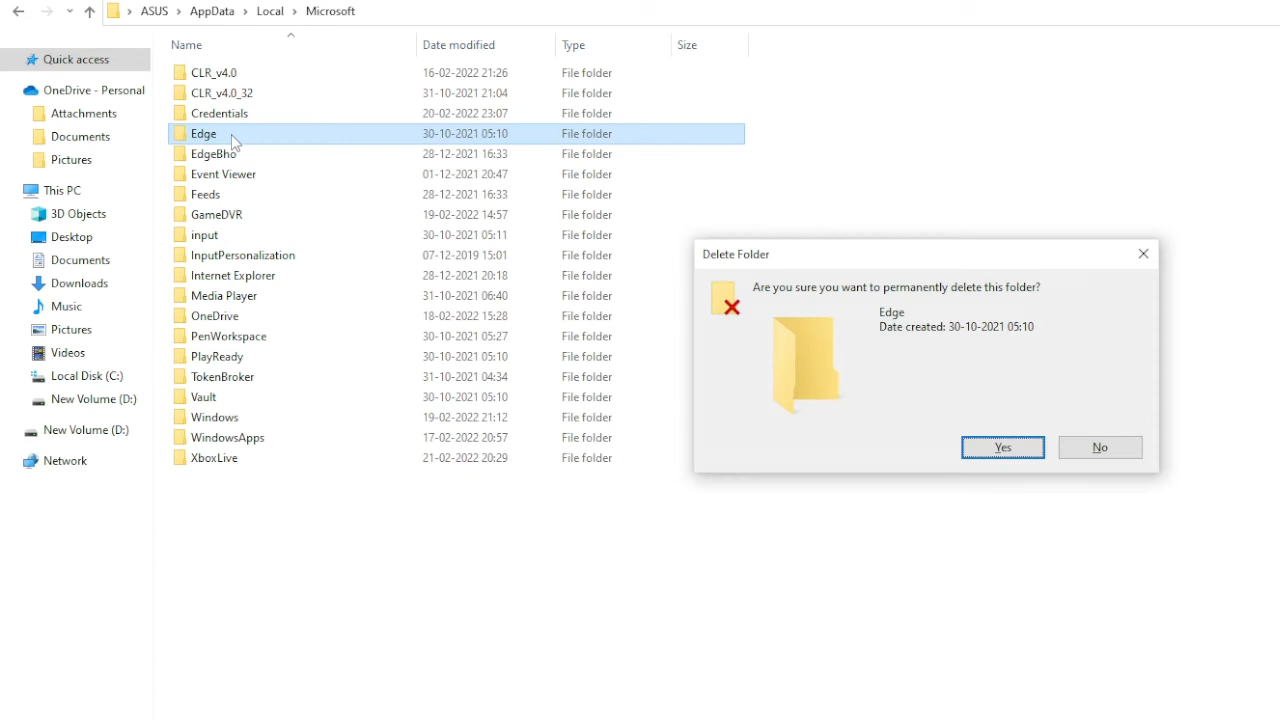 ASUS > AppData > Local > Microsoft
Name Date modified Type Size
Quick access
OneDrive - Personal
Attachments
Documents
Pictures
This PC
3D Objects
Desktop
Documents
Downloads
Music
Pictures
Videos
Local Disk (C:)
New Volume (D:)
New Volume (D:)
Network
CLR_v4.0 16-02-2022 21:26 File folder
CLR_v4.0_32 31-10-2021 21:04 File folder
Credentials 20-02-2022 23:07 File folder
Edge 30-10-2021 05:10 File folder
EdgeBho 28-12-2021 16:33 File folder
Event Viewer 01-12-2021 20:47 File folder
Feeds 28-12-2021 16:33 File folder
GameDVR 19-02-2022 14:57 File folder
input 30-10-2021 05:11 File folder
InputPersonalization 07-12-2019 15:01 File folder
Internet Explorer 28-12-2021 20:18 File folder
Media Player 31-10-2021 06:40 File folder
OneDrive 18-02-2022 15:28 File folder
PenWorkspace 30-10-2021 05:27 File folder
PlayReady 30-10-2021 05:10 File folder
TokenBroker 31-10-2021 04:34 File folder
Vault 30-10-2021 05:10 File folder
Windows 19-02-2022 21:12 File folder
WindowsApps 17-02-2022 20:57 File folder
XboxLive 21-02-2022 20:29 File folder
Delete Folder
Are you sure you want to permanently delete this folder?
Edge
Date created: 30-10-2021 05:10
Yes No